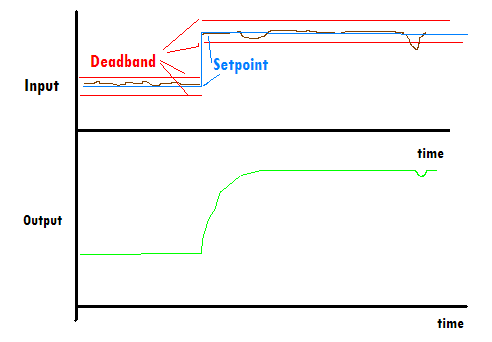 Deadband
Setpoint
Input
time
Output
time